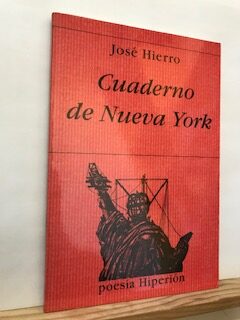 José Hierro
Cuaderno
de Nueva York
poesía Hiperión